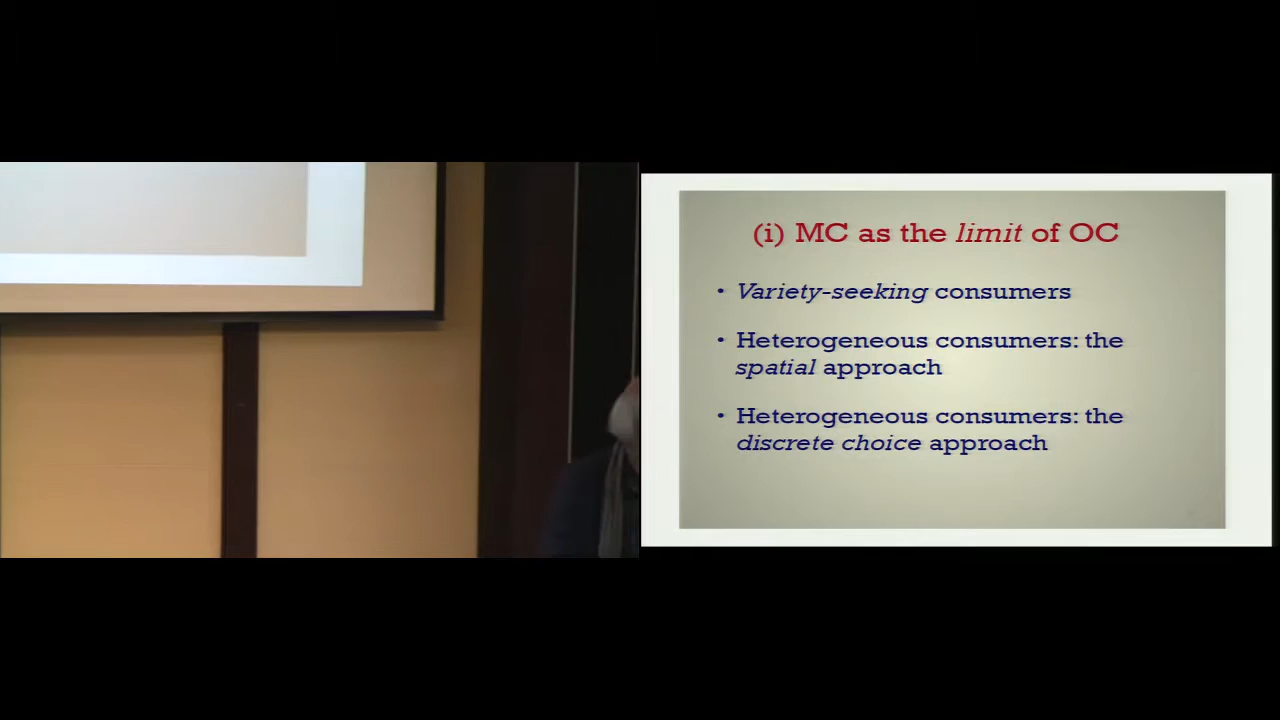 (i) MC as the limit of OC
• Variety-seeking consumers
• Heterogeneous consumers: the
spatial approach
• Heterogeneous consumers: the
discrete choice approach